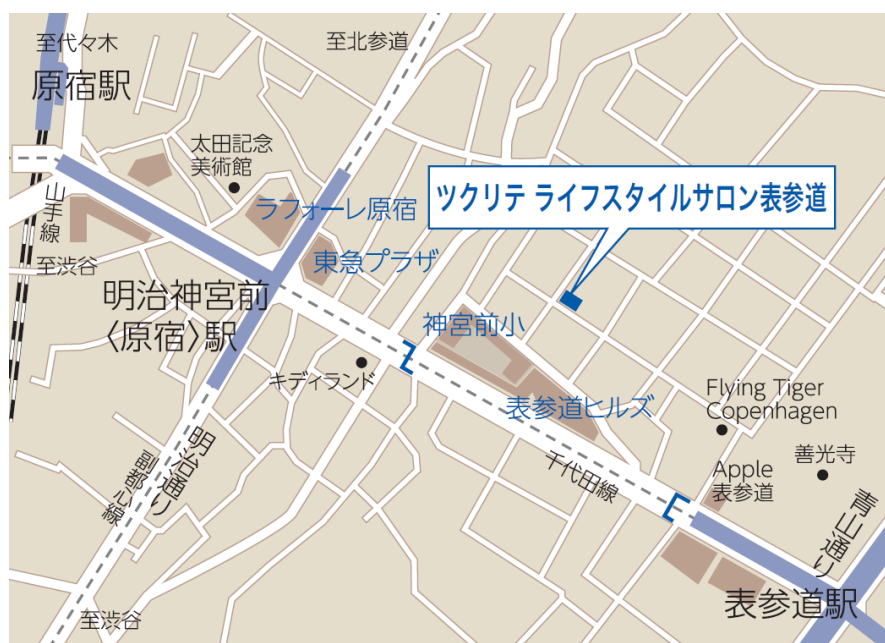 至代々木
原宿駅
至北参道
太田記念
美術館
ツクリテ ライフスタイルサロン表参道
ラフォーレ原宿
山手線
東急プラザ
至渋谷
明治神宮前
〈原宿〉駅
神宮前小
キディランド
表参道ヒルズ
Flying Tiger
Copenhagen
明治通り
副都心線
千代田線
Apple
表参道
善光寺
青山通り
表参道駅
至渋谷